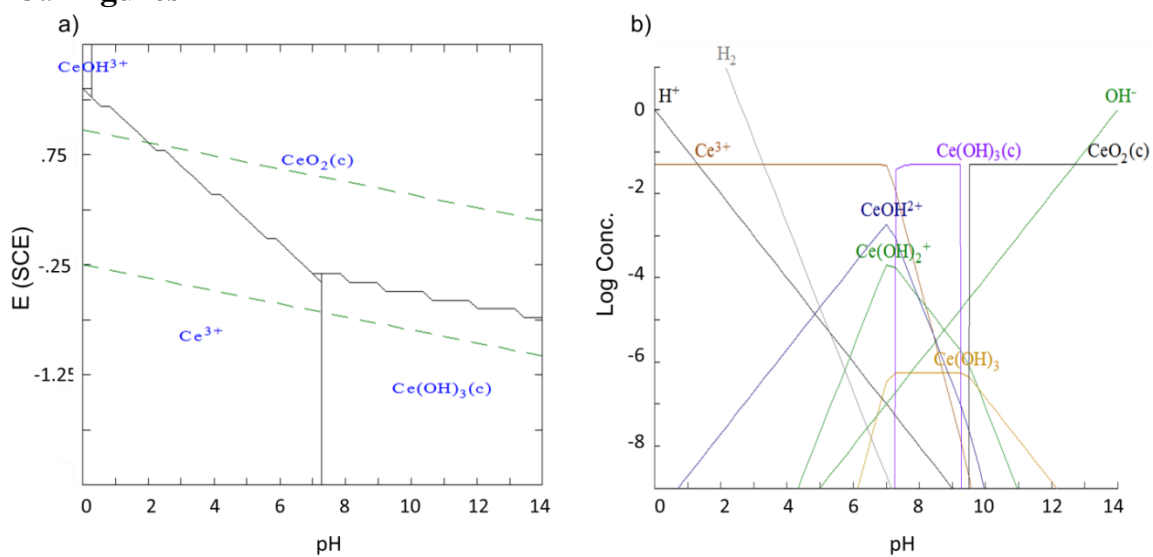 a)
CeOH³⁺
CeO₂(c)
.75
-.25
-1.25
E (SCE)
Ce³⁺
Ce(OH)₃(c)
0 2 4 6 8 10 12 14
pH
b)
H₂
H⁺
OH⁻
Ce³⁺
Ce(OH)₃(c)
CeO₂(c)
CeOH²⁺
Ce(OH)₂⁺
Ce(OH)₃
0
-2
-4
-6
-8
Log Conc.
0 2 4 6 8 10 12 14
pH